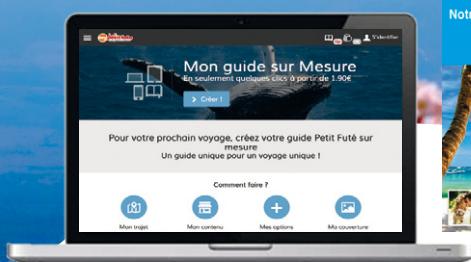 S'identifier
Mon guide sur Mesure
En seulement quelques clics à partir de 1.90€
> Créer !
Pour votre prochain voyage, créez votre guide Petit Futé sur
mesure
Un guide unique pour un voyage unique !
Comment faire ?
Mon trajet
Mon contenu
Mes options
Ma couverture
Notr